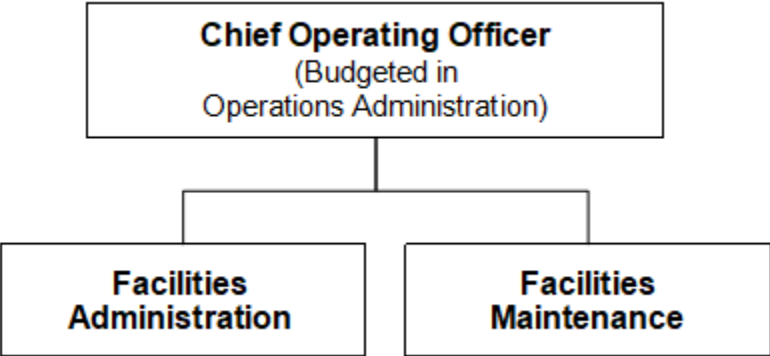 Chief Operating Officer
(Budgeted in
Operations Administration)
Facilities
Administration
Facilities
Maintenance